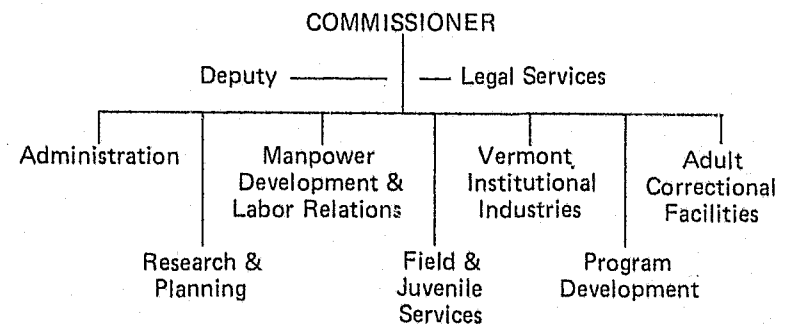 COMMISSIONER
Deputy
Legal Services
Administration
Manpower
Development &
Labor Relations
Vermont
Institutional
Industries
Adult
Correctional
Facilities
Research &
Planning
Field &
Juvenile
Services
Program
Development